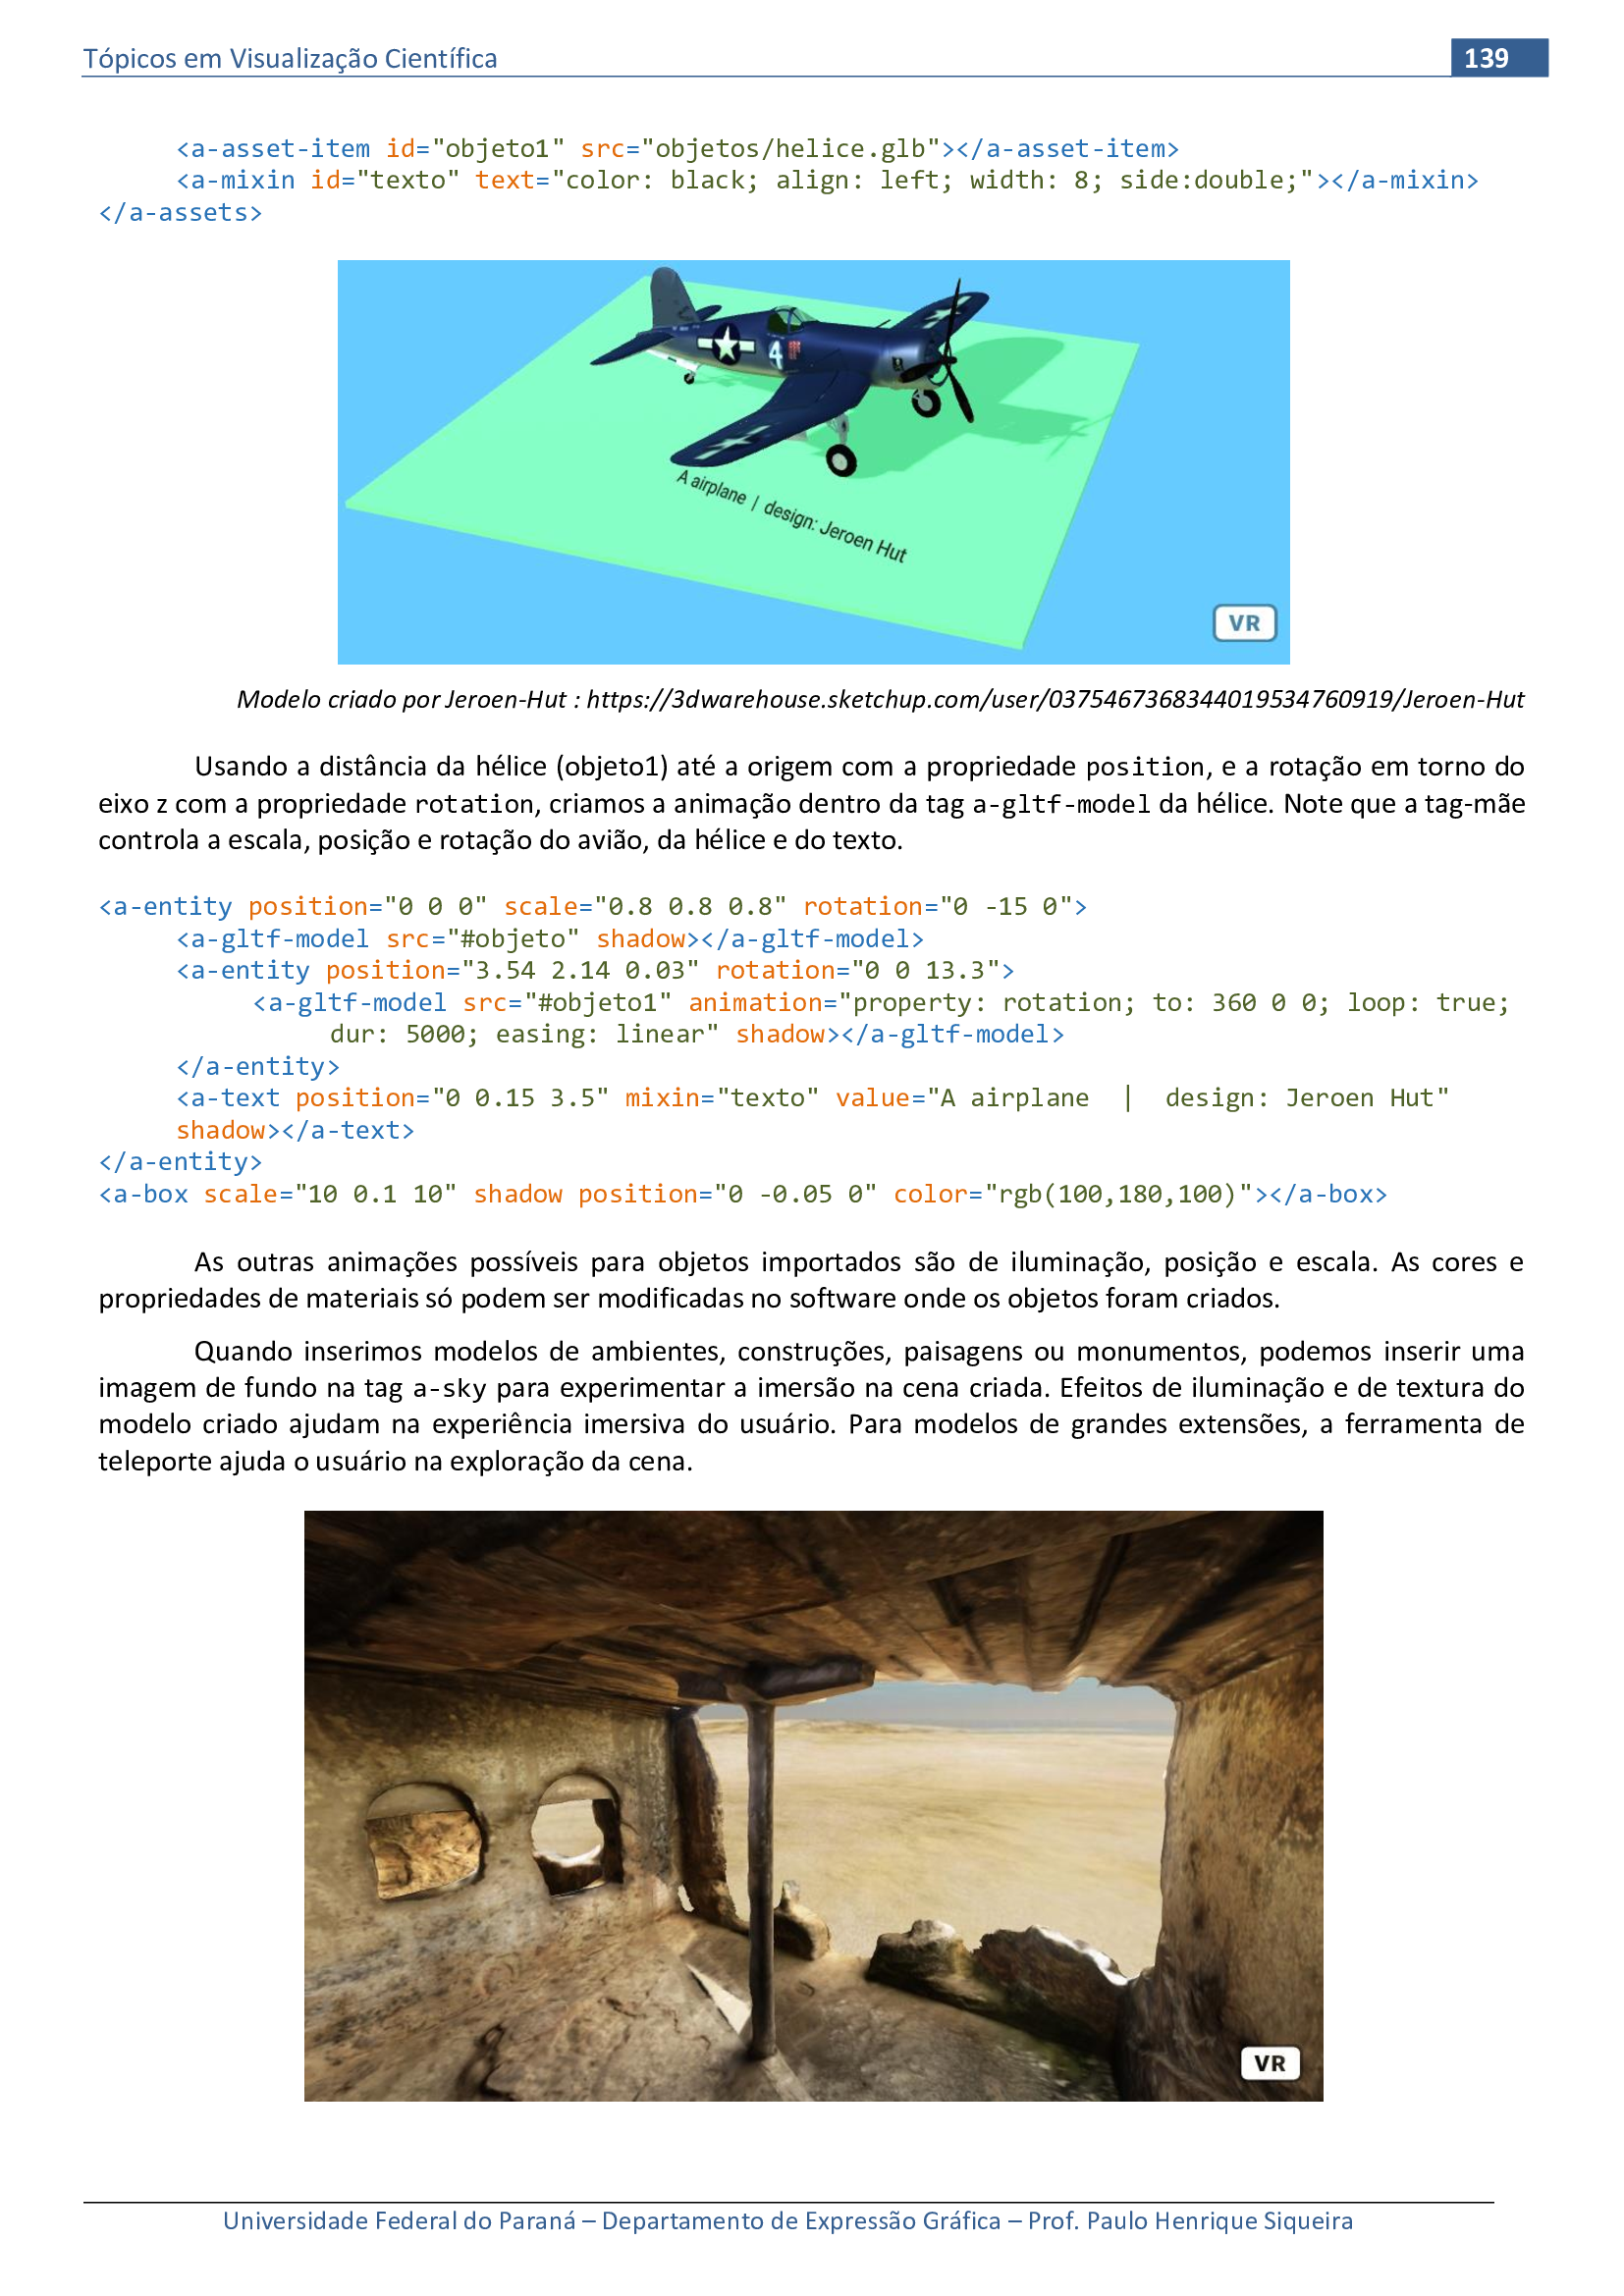 Tópicos em Visualização Científica 139
<a-asset-item id="objeto1" src="objetos/helice.glb"></a-asset-item>
<a-mixin id="texto" text="color: black; align: left; width: 8; side:double;"></a-mixin>
</a-assets>
4
A airplane | design: Jeroen Hut
VR
Modelo criado por Jeroen-Hut : https://3dwarehouse.sketchup.com/user/0375467368344019534760919/Jeroen-Hut
Usando a distância da hélice (objeto1) até a origem com a propriedade position, e a rotação em torno do
eixo z com a propriedade rotation, criamos a animação dentro da tag a-gltf-model da hélice. Note que a tag-mãe
controla a escala, posição e rotação do avião, da hélice e do texto.
<a-entity position="0 0 0" scale="0.8 0.8 0.8" rotation="0 -15 0">
<a-gltf-model src="#objeto" shadow></a-gltf-model>
<a-entity position="3.54 2.14 0.03" rotation="0 0 13.3">
<a-gltf-model src="#objeto1" animation="property: rotation; to: 360 0 0; loop: true;
dur: 5000; easing: linear" shadow></a-gltf-model>
</a-entity>
<a-text position="0 0.15 3.5" mixin="texto" value="A airplane  |  design: Jeroen Hut"
shadow></a-text>
</a-entity>
<a-box scale="10 0.1 10" shadow position="0 -0.05 0" color="rgb(100,180,100)"></a-box>
As outras animações possíveis para objetos importados são de iluminação, posição e escala. As cores e
propriedades de materiais só podem ser modificadas no software onde os objetos foram criados.
Quando inserimos modelos de ambientes, construções, paisagens ou monumentos, podemos inserir uma
imagem de fundo na tag a-sky para experimentar a imersão na cena criada. Efeitos de iluminação e de textura do
modelo criado ajudam na experiência imersiva do usuário. Para modelos de grandes extensões, a ferramenta de
teleporte ajuda o usuário na exploração da cena.
VR
Universidade Federal do Paraná – Departamento de Expressão Gráfica – Prof. Paulo Henrique Siqueira